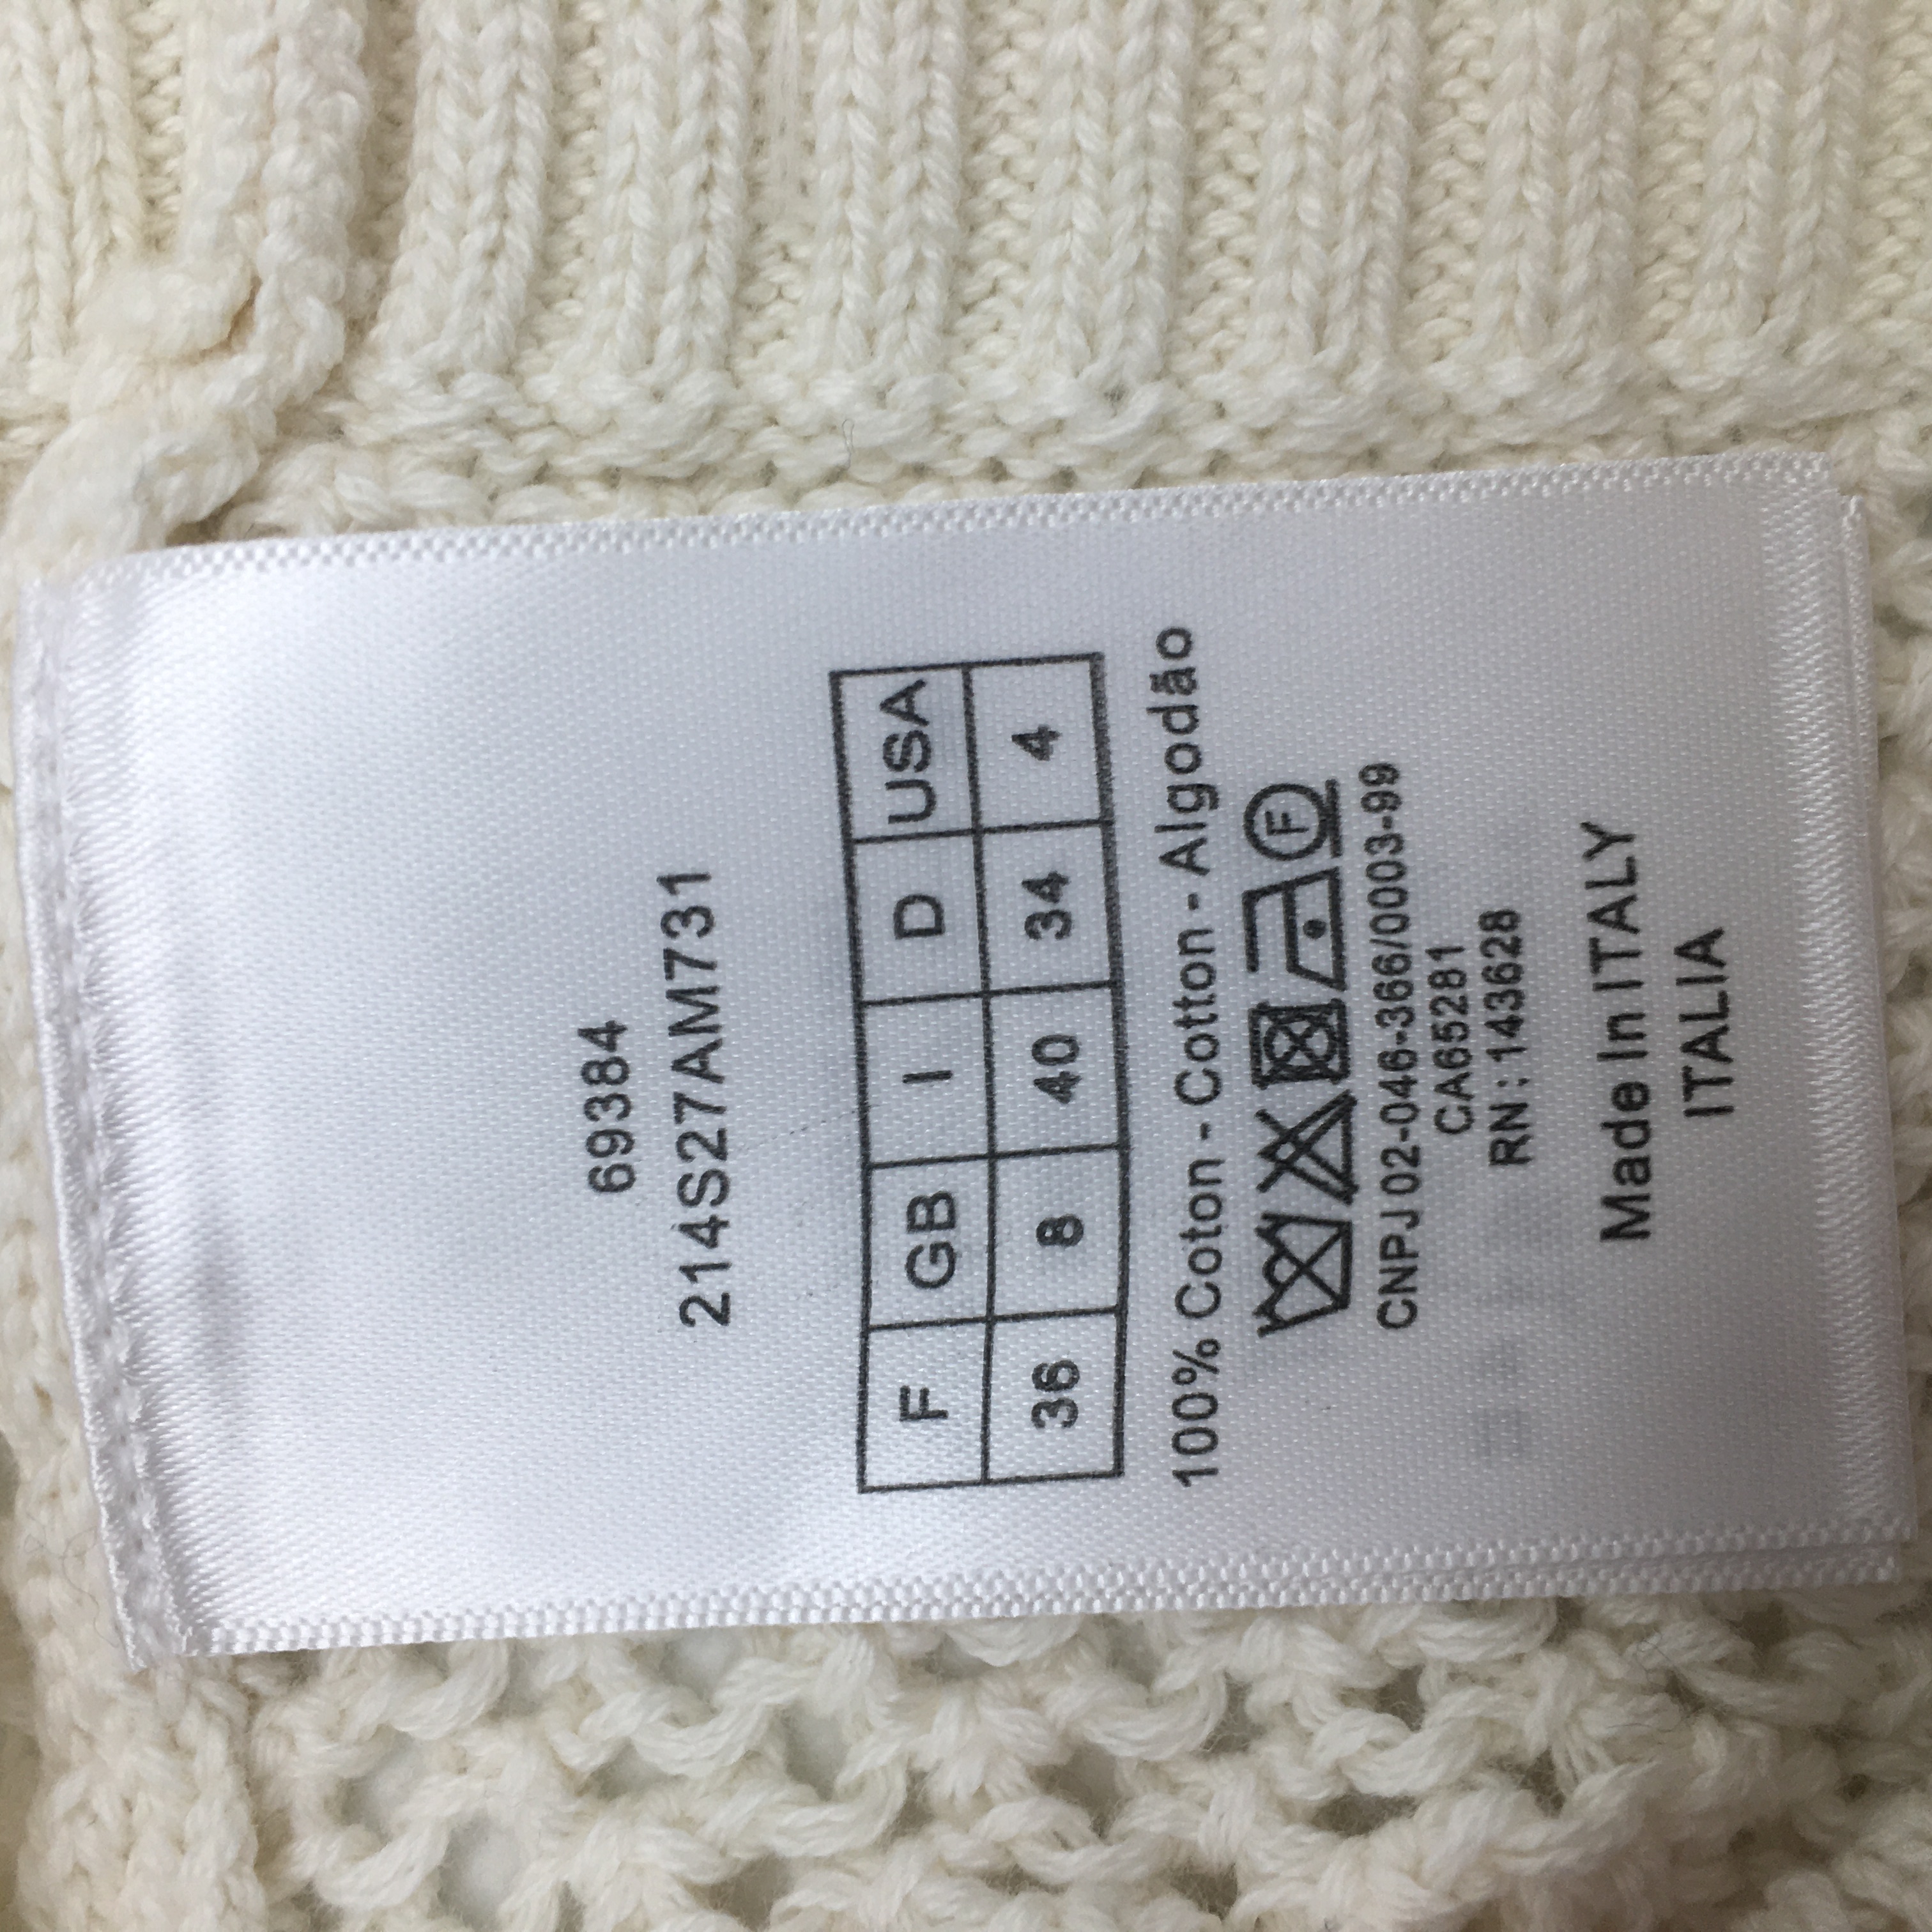 69384
214S27AM731
F GB I D USA
36 8 40 34 4
100% Coton - Cotton - Algodão
F
CNPJ 02-046-366/0003-99
CA65281
RN : 143628
Made In ITALY
ITALIA